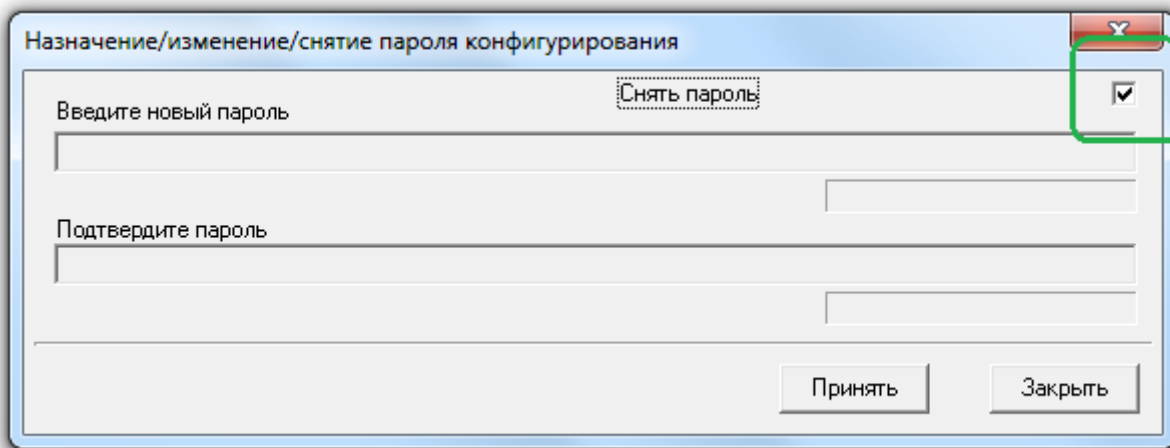 Назначение/изменение/снятие пароля конфигурирования
Снять пароль
Введите новый пароль
Подтвердите пароль
Принять
Закрыть